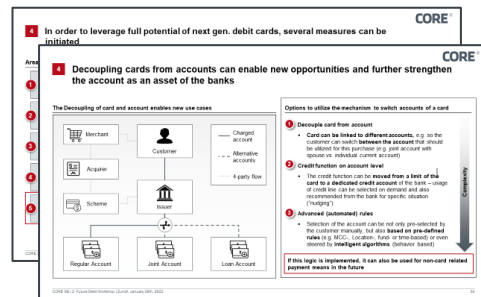 CORE
4 In order to leverage full potential of next gen. debit cards, several measures can be
initiated
Area
1
2
3
4
5
CORE
CORE
4 Decoupling cards from accounts can enable new opportunities and further strengthen
the account as an asset of the banks
The Decoupling of card and account enables new use cases
Merchant
Acquirer
Scheme
Customer
Issuer
Charged
account
Alternative
accounts
4-party flow
Regular Account
Joint Account
Loan Account
Options to utilize the mechanism to switch accounts of a card
1 Decouple card from account
• Card can be linked to different accounts, e.g. so the
customer can switch between the account that should
be utilized for this purchase (e.g. joint account with
spouse vs. individual current account)
2 Credit function on account level
• The credit function can be moved from a limit of the
card to a dedicated credit account of the bank – usage
of credit line can be selected on demand and also
recommended from the bank for specific situation
("nudging")
3 Advanced (automated) rules
• Selection of the account can be not only pre-selected by
the customer manually, but also based on pre-defined
rules (e.g. MCC-, Location-, fund- or time-based) or even
steered by intelligent algorithms (behavior based)
Complexity
If this logic is implemented, it can also be used for non-card related
payment means in the future